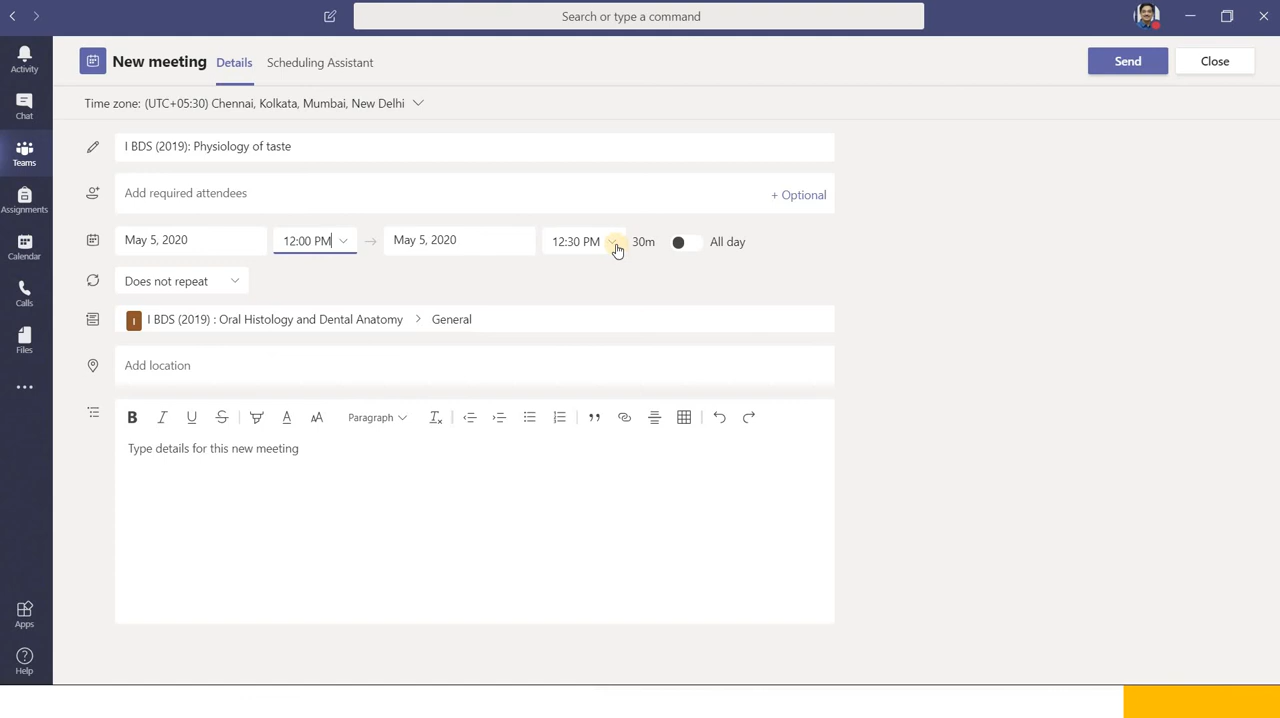 Search or type a command
Activity
Chat
Teams
Assignments
Calendar
Calls
Files
Apps
Help
New meeting Details Scheduling Assistant Send Close
Time zone: (UTC+05:30) Chennai, Kolkata, Mumbai, New Delhi
I BDS (2019): Physiology of taste
Add required attendees + Optional
May 5, 2020 12:00 PM → May 5, 2020 12:30 PM 30m All day
Does not repeat
I I BDS (2019) : Oral Histology and Dental Anatomy > General
Add location
B I U S A AA Paragraph
Type details for this new meeting